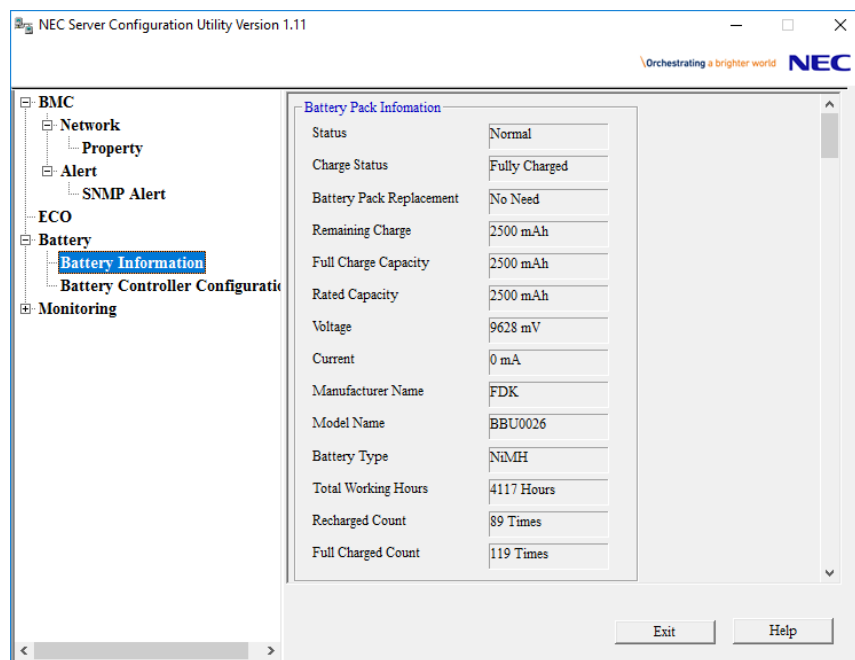 NEC Server Configuration Utility Version 1.11
\Orchestrating a brighter world NEC
BMC
Network
Property
Alert
SNMP Alert
ECO
Battery
Battery Information
Battery Controller Configuratio
Monitoring
Battery Pack Infomation
Status Normal
Charge Status Fully Charged
Battery Pack Replacement No Need
Remaining Charge 2500 mAh
Full Charge Capacity 2500 mAh
Rated Capacity 2500 mAh
Voltage 9628 mV
Current 0 mA
Manufacturer Name FDK
Model Name BBU0026
Battery Type NiMH
Total Working Hours 4117 Hours
Recharged Count 89 Times
Full Charged Count 119 Times
Exit Help